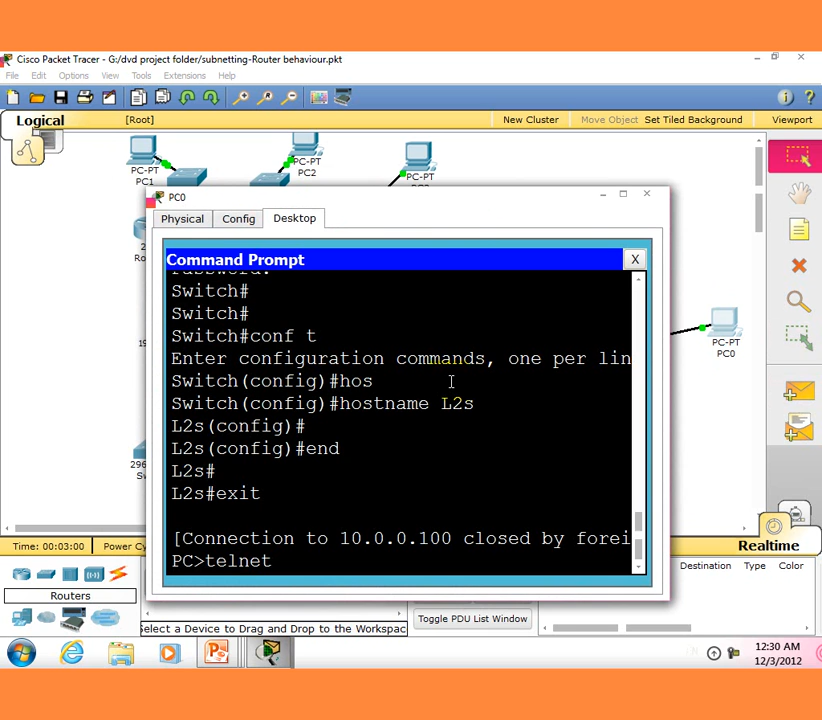 Cisco Packet Tracer - G:/dvd project folder/subnetting-Router behaviour.pkt
File Edit Options View Tools Extensions Help
Logical [Root] New Cluster Move Object Set Tiled Background Viewport
PC-PT
PC1
PC-PT
PC2
PC-PT
PC0
Physical Config Desktop
Command Prompt X
Switch#
Switch#
Switch#conf t
Enter configuration commands, one per lin
Switch(config)#hos
Switch(config)#hostname L2s
L2s(config)#
L2s(config)#end
L2s#
L2s#exit
[Connection to 10.0.0.100 closed by forei
PC>telnet
PC-PT
PC0
296
Time: 00:03:00 Power Cy
Realtime
Routers
Destination Type Color
Select a Device to Drag and Drop to the Workspac
Toggle PDU List Window
12:30 AM
12/3/2012